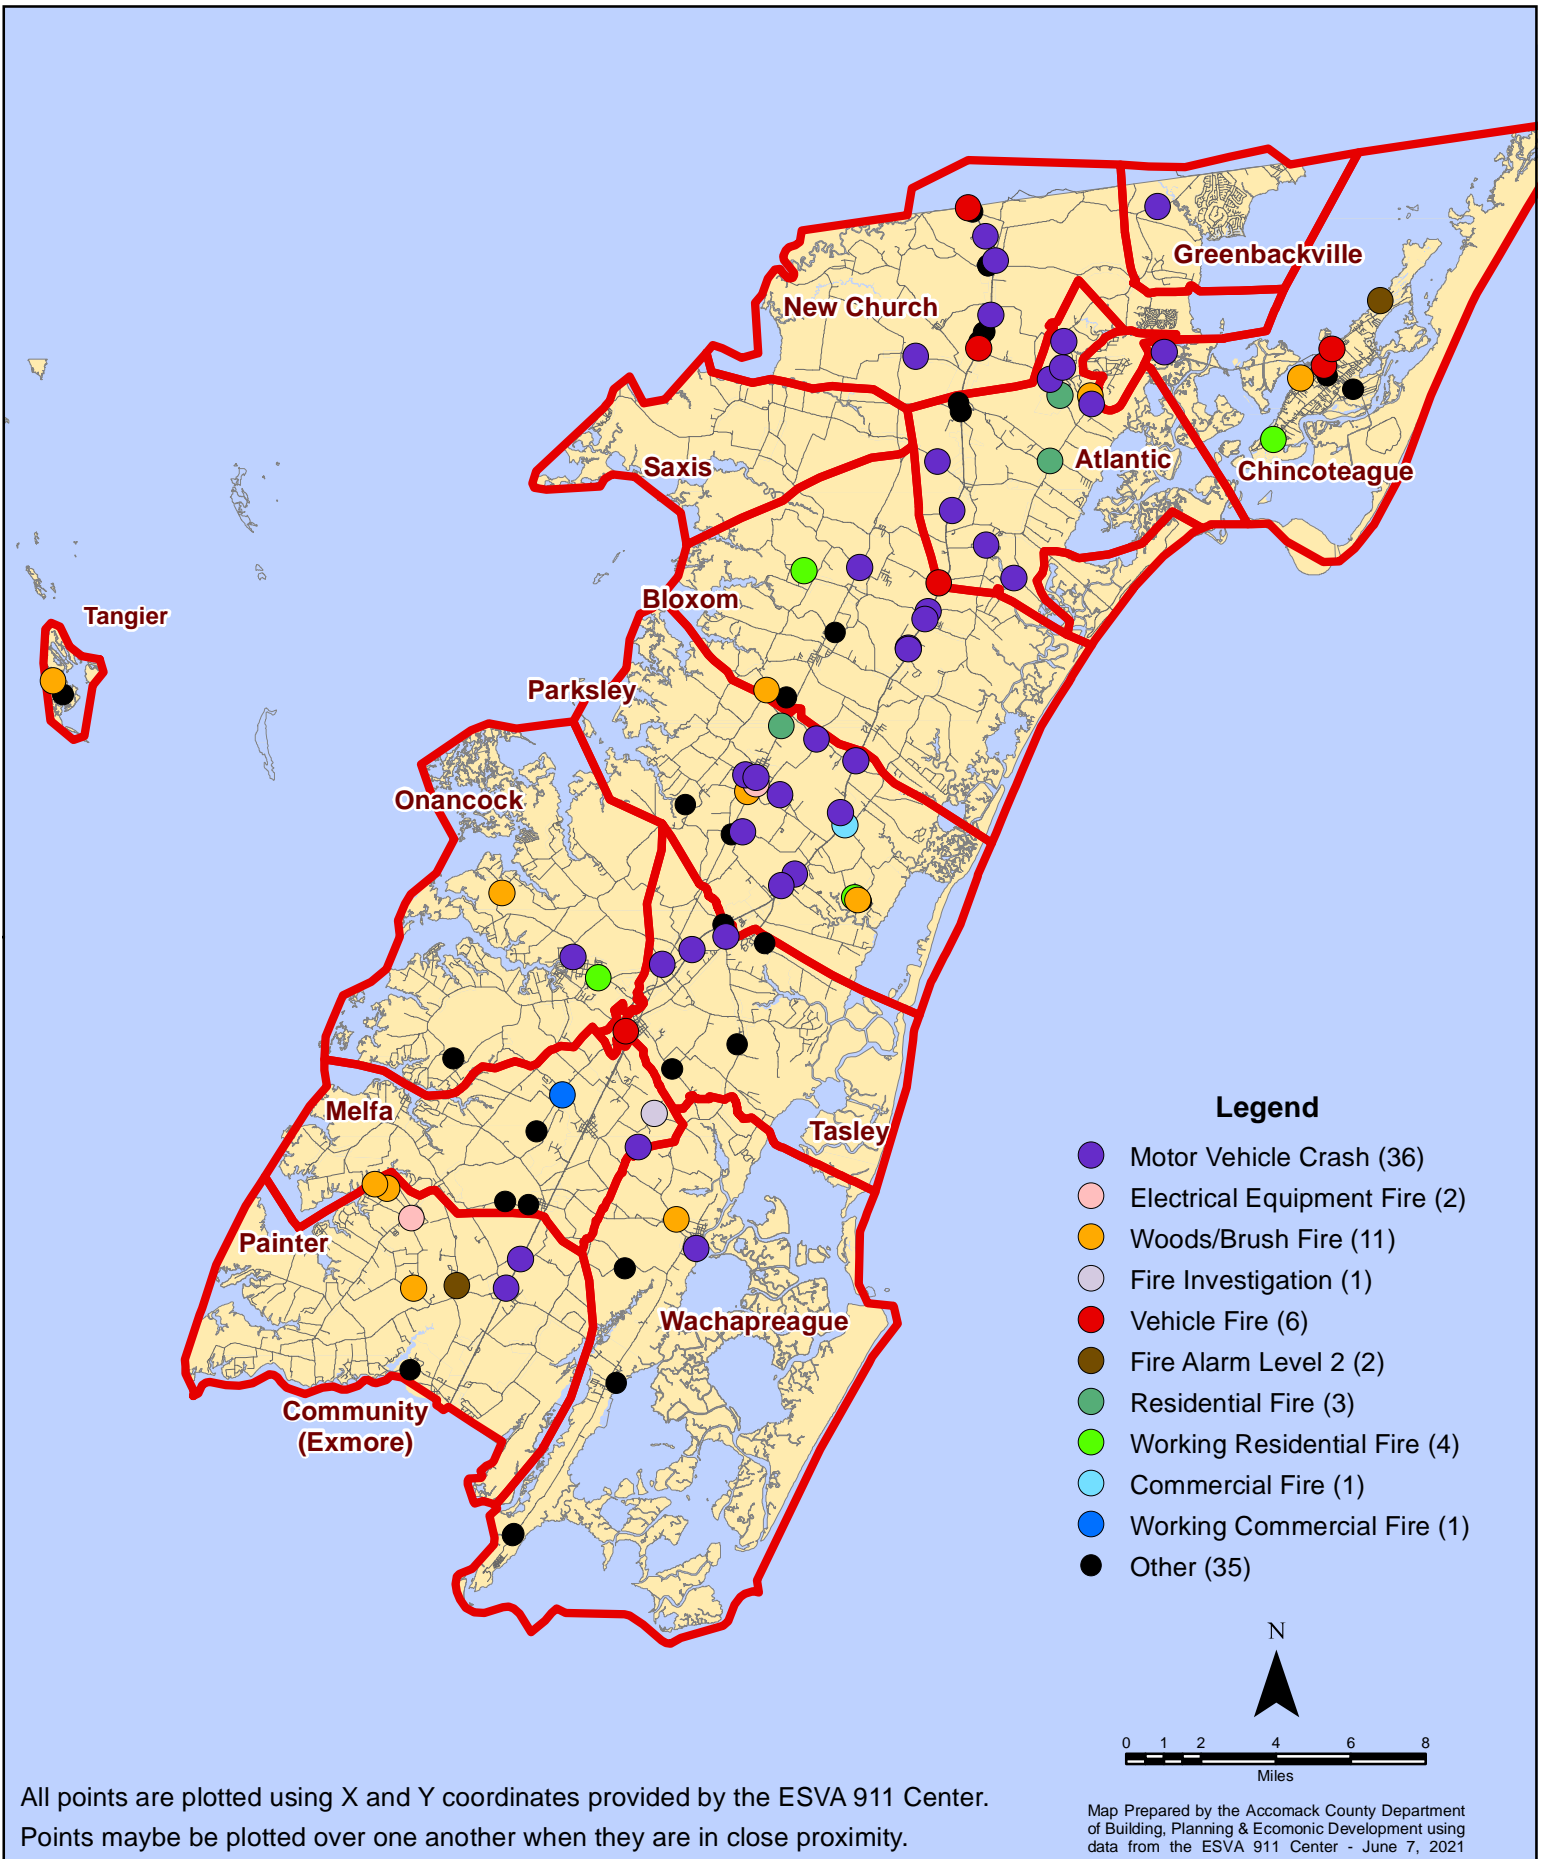 Greenbackville
New Church
Saxis
Atlantic
Chincoteague
Bloxom
Tangier
Parksley
Onancock
Melfa
Tasley
Painter
Wachapreague
Community
(Exmore)
Legend
Motor Vehicle Crash (36)
Electrical Equipment Fire (2)
Woods/Brush Fire (11)
Fire Investigation (1)
Vehicle Fire (6)
Fire Alarm Level 2 (2)
Residential Fire (3)
Working Residential Fire (4)
Commercial Fire (1)
Working Commercial Fire (1)
Other (35)
N
0 1 2 4 6 8
Miles
All points are plotted using X and Y coordinates provided by the ESVA 911 Center.
Points maybe be plotted over one another when they are in close proximity.
Map Prepared by the Accomack County Department
of Building, Planning & Ecomonic Development using
data from the ESVA 911 Center - June 7, 2021